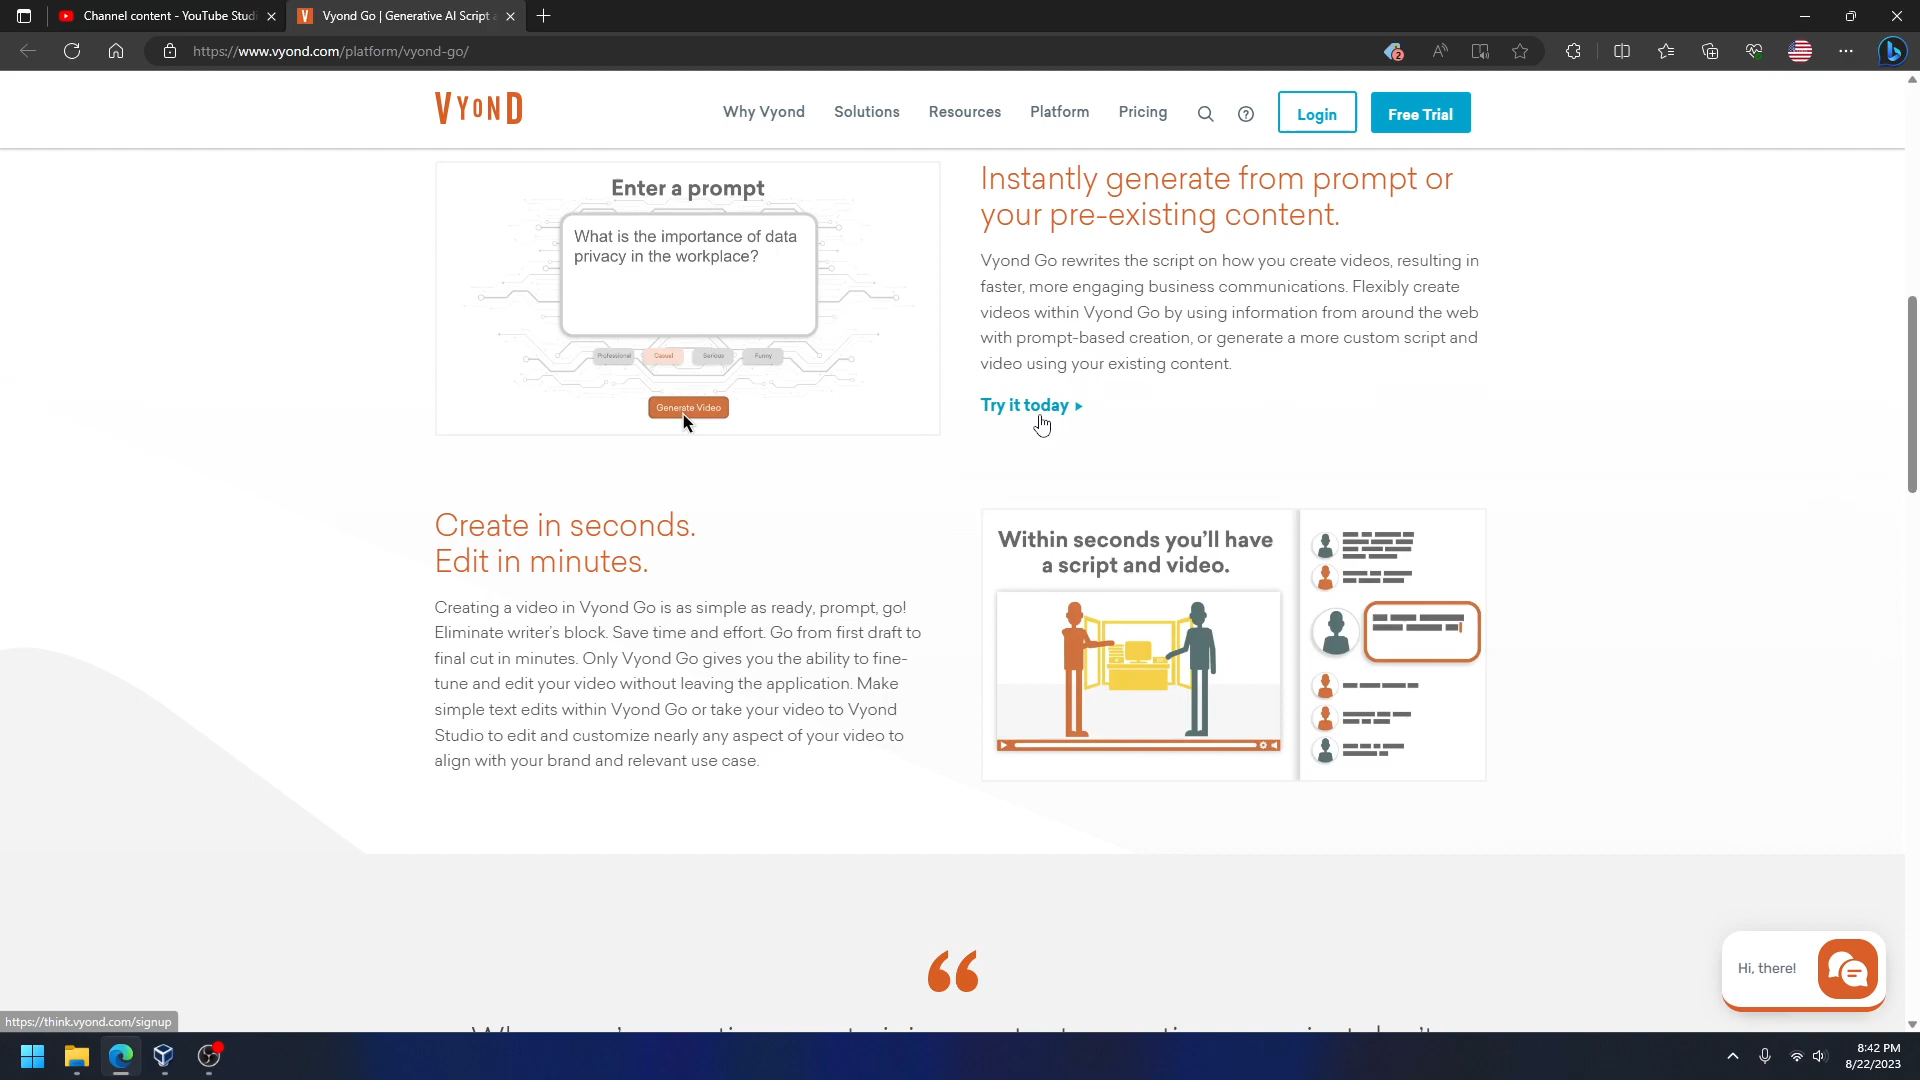 Channel content - YouTube Studi
Vyond Go | Generative AI Script a
https://www.vyond.com/platform/vyond-go/
2
VYOND
Why Vyond
Solutions
Resources
Platform
Pricing
Login
Free Trial
Enter a prompt
What is the importance of data
privacy in the workplace?
Professional
Casual
Serious
Funny
Generate Video
Instantly generate from prompt or
your pre-existing content.
Vyond Go rewrites the script on how you create videos, resulting in
faster, more engaging business communications. Flexibly create
videos within Vyond Go by using information from around the web
with prompt-based creation, or generate a more custom script and
video using your existing content.
Try it today
Create in seconds.
Edit in minutes.
Creating a video in Vyond Go is as simple as ready, prompt, go!
Eliminate writer's block. Save time and effort. Go from first draft to
final cut in minutes. Only Vyond Go gives you the ability to fine-
tune and edit your video without leaving the application. Make
simple text edits within Vyond Go or take your video to Vyond
Studio to edit and customize nearly any aspect of your video to
align with your brand and relevant use case.
Within seconds you'll have
a script and video.
Hi, there!
https://think.vyond.com/signup
8:42 PM
8/22/2023